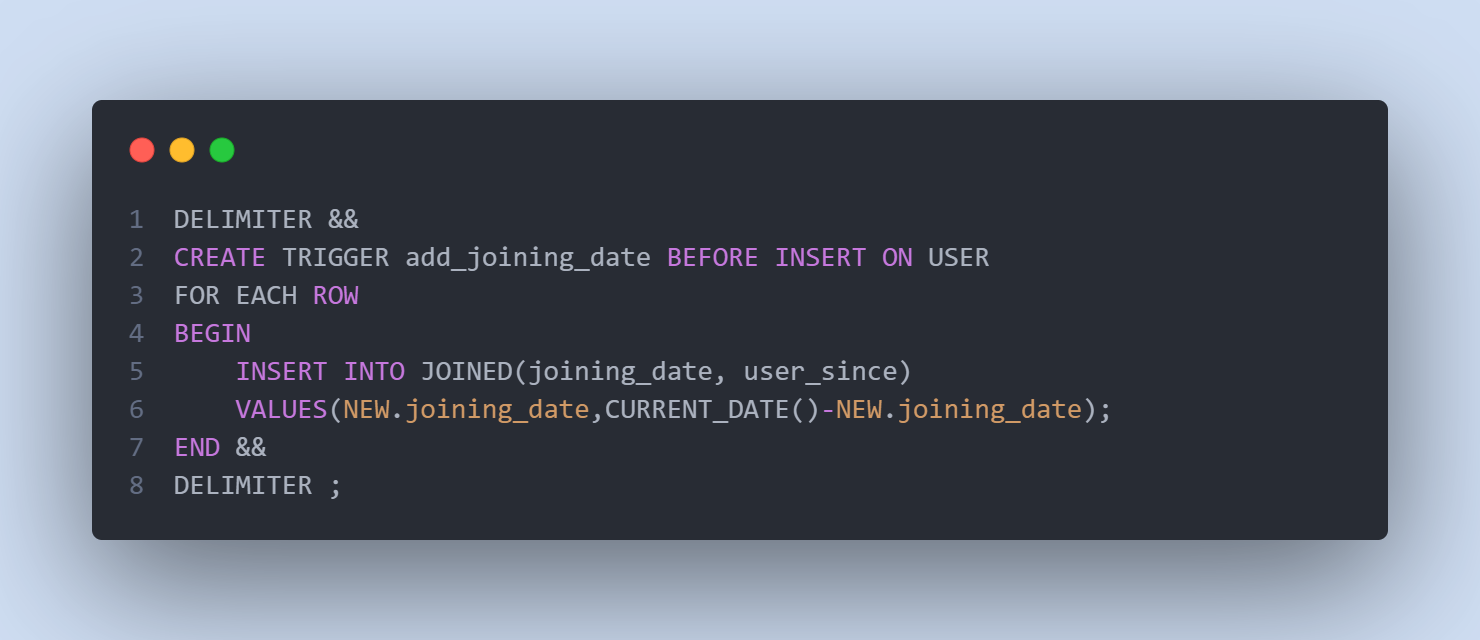 1 DELIMITER &&
2 CREATE TRIGGER add_joining_date BEFORE INSERT ON USER
3 FOR EACH ROW
4 BEGIN
5     INSERT INTO JOINED(joining_date, user_since)
6     VALUES(NEW.joining_date,CURRENT_DATE()-NEW.joining_date);
7 END &&
8 DELIMITER ;